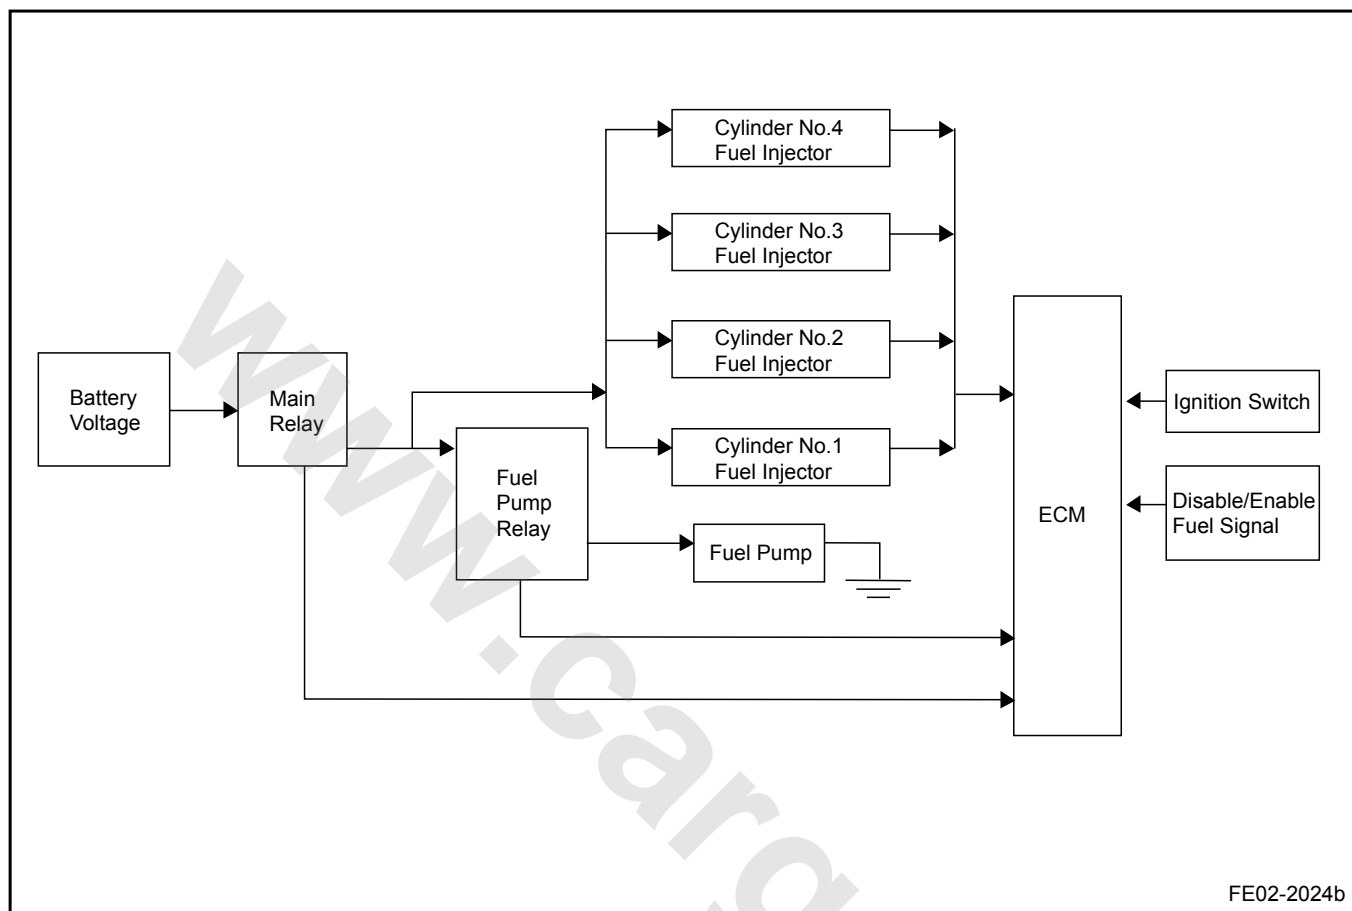 Cylinder No.4
Fuel Injector
Cylinder No.3
Fuel Injector
Cylinder No.2
Fuel Injector
Cylinder No.1
Fuel Injector
Battery
Voltage
Main
Relay
Fuel
Pump
Relay
Fuel Pump
ECM
Ignition Switch
Disable/Enable
Fuel Signal
www.carg
FE02-2024b